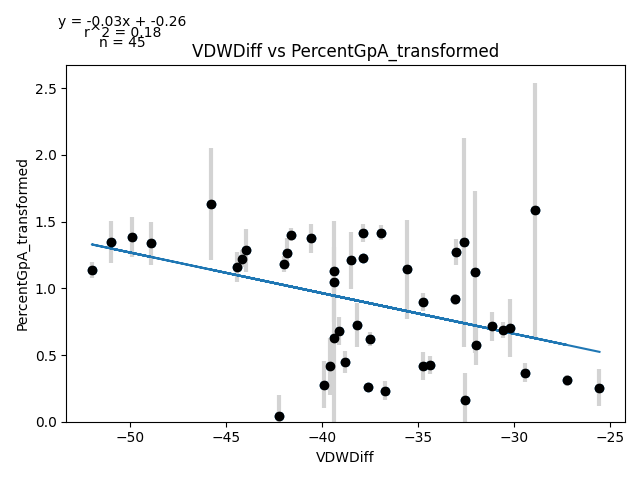 y = -0.03x + -0.26
r^2 = 0.18
n = 45
VDWDiff vs PercentGpA_transformed
PercentGpA_transformed
2.5
2.0
1.5
1.0
0.5
0.0
−50
−45
−40
−35
−30
−25
VDWDiff